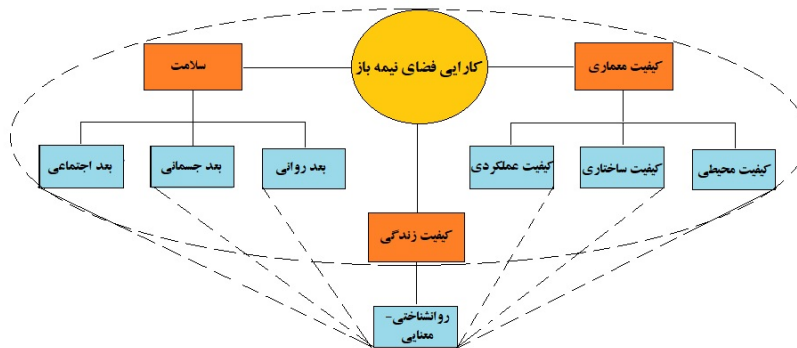 کارایی فضای نیمه باز
کیفیت معماری
سلامت
کیفیت محیطی
کیفیت ساختاری
کیفیت عملکردی
بعد روانی
بعد جسمانی
بعد اجتماعی
کیفیت زندگی
روانشناختی-
معنایی